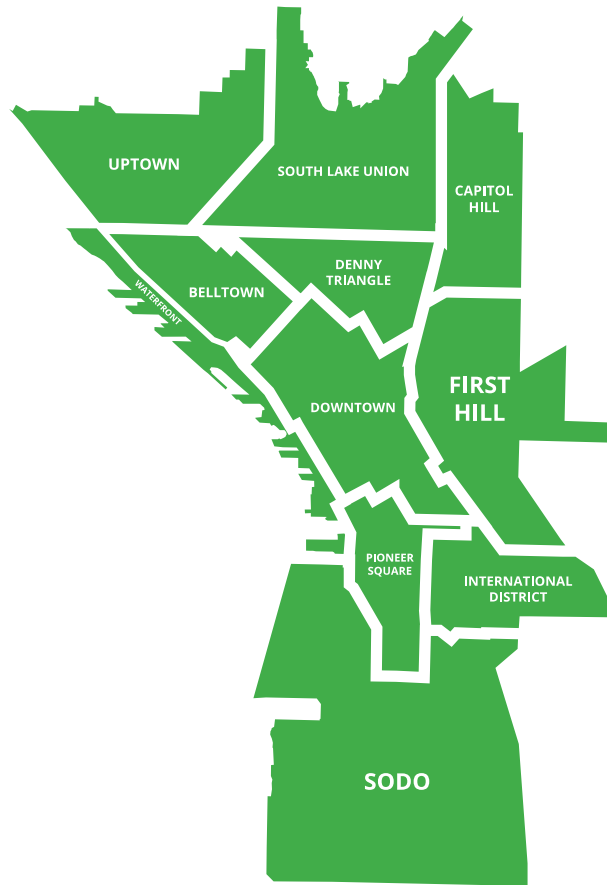 UPTOWN
SOUTH LAKE UNION
CAPITOL
HILL
DENNY
TRIANGLE
BELLTOWN
WATERFRONT
FIRST
HILL
DOWNTOWN
PIONEER
SQUARE
INTERNATIONAL
DISTRICT
SODO